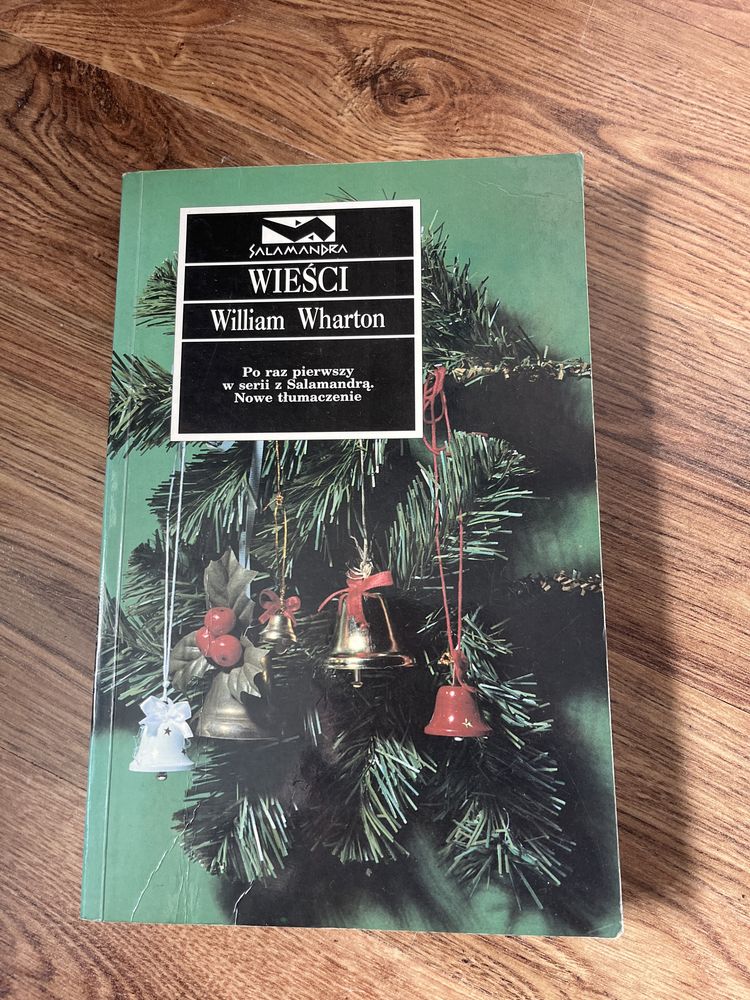 SALAMANDRA
WIEŚCI
William Wharton
Po raz pierwszy
w serii z Salamandrą.
Nowe tłumaczenie